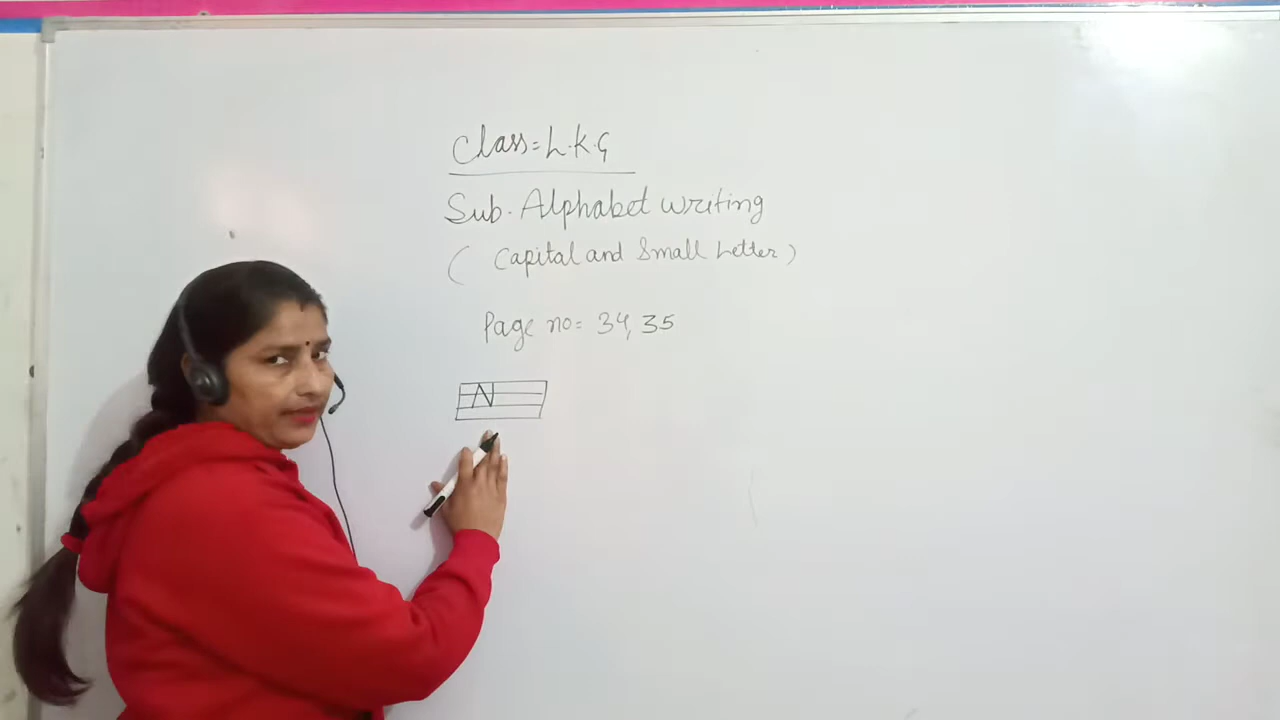 Class = L.K.G
Sub. Alphabet writing
( Capital and Small Letter )
Page no = 34, 35
N